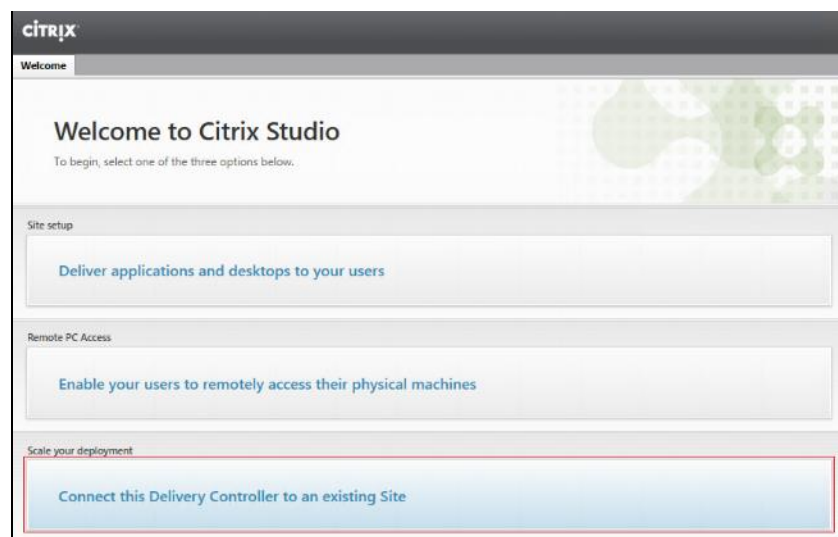 CİTRIX
Welcome
Welcome to Citrix Studio
To begin, select one of the three options below.
Site setup
Deliver applications and desktops to your users
Remote PC Access
Enable your users to remotely access their physical machines
Scale your deployment
Connect this Delivery Controller to an existing Site